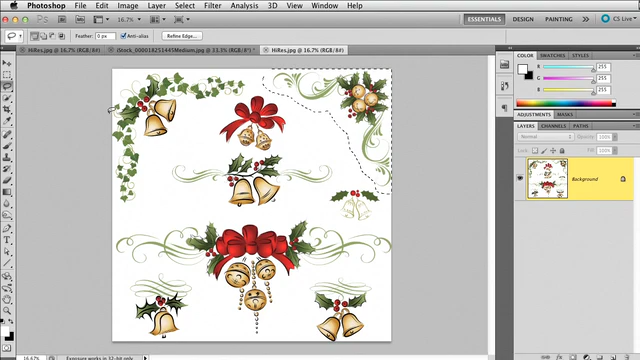 Photoshop File Edit Image Layer Select Filter Analysis 3D View Window Help
Ps 16.7% ESSENTIALS DESIGN PAINTING CS Live
Feather: 0 px Anti-alias Refine Edge...
HiRes.jpg @ 16.7% (RGB/8#) iStock_000018251445Medium.jpg @ 33.3% (RGB/8*) * HiRes.jpg @ 16.7% (RGB/8#)
COLOR SWATCHES STYLES
R 255
G 255
B 255
ADJUSTMENTS MASKS
LAYERS CHANNELS PATHS
Normal Opacity: 100%
Lock: Fill: 100%
Background
16.67% Exposure works in 32-bit only